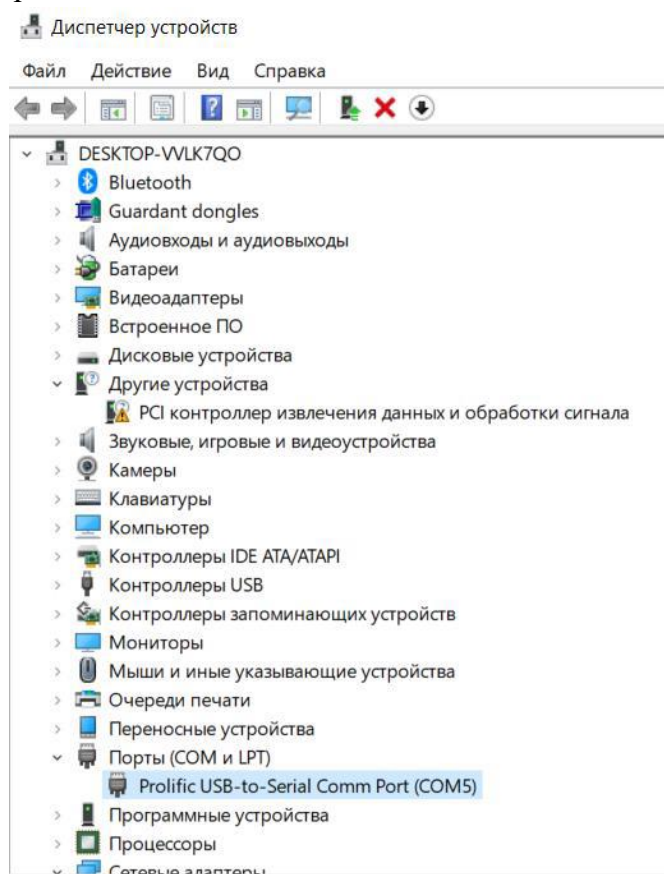 Диспетчер устройств
Файл Действие Вид Справка
DESKTOP-VVLK7QO
Bluetooth
Guardant dongles
Аудиовходы и аудиовыходы
Батареи
Видеоадаптеры
Встроенное ПО
Дисковые устройства
Другие устройства
PCI контроллер извлечения данных и обработки сигнала
Звуковые, игровые и видеоустройства
Камеры
Клавиатуры
Компьютер
Контроллеры IDE ATA/ATAPI
Контроллеры USB
Контроллеры запоминающих устройств
Мониторы
Мыши и иные указывающие устройства
Очереди печати
Переносные устройства
Порты (COM и LPT)
Prolific USB-to-Serial Comm Port (COM5)
Программные устройства
Процессоры
Сетевые адаптеры